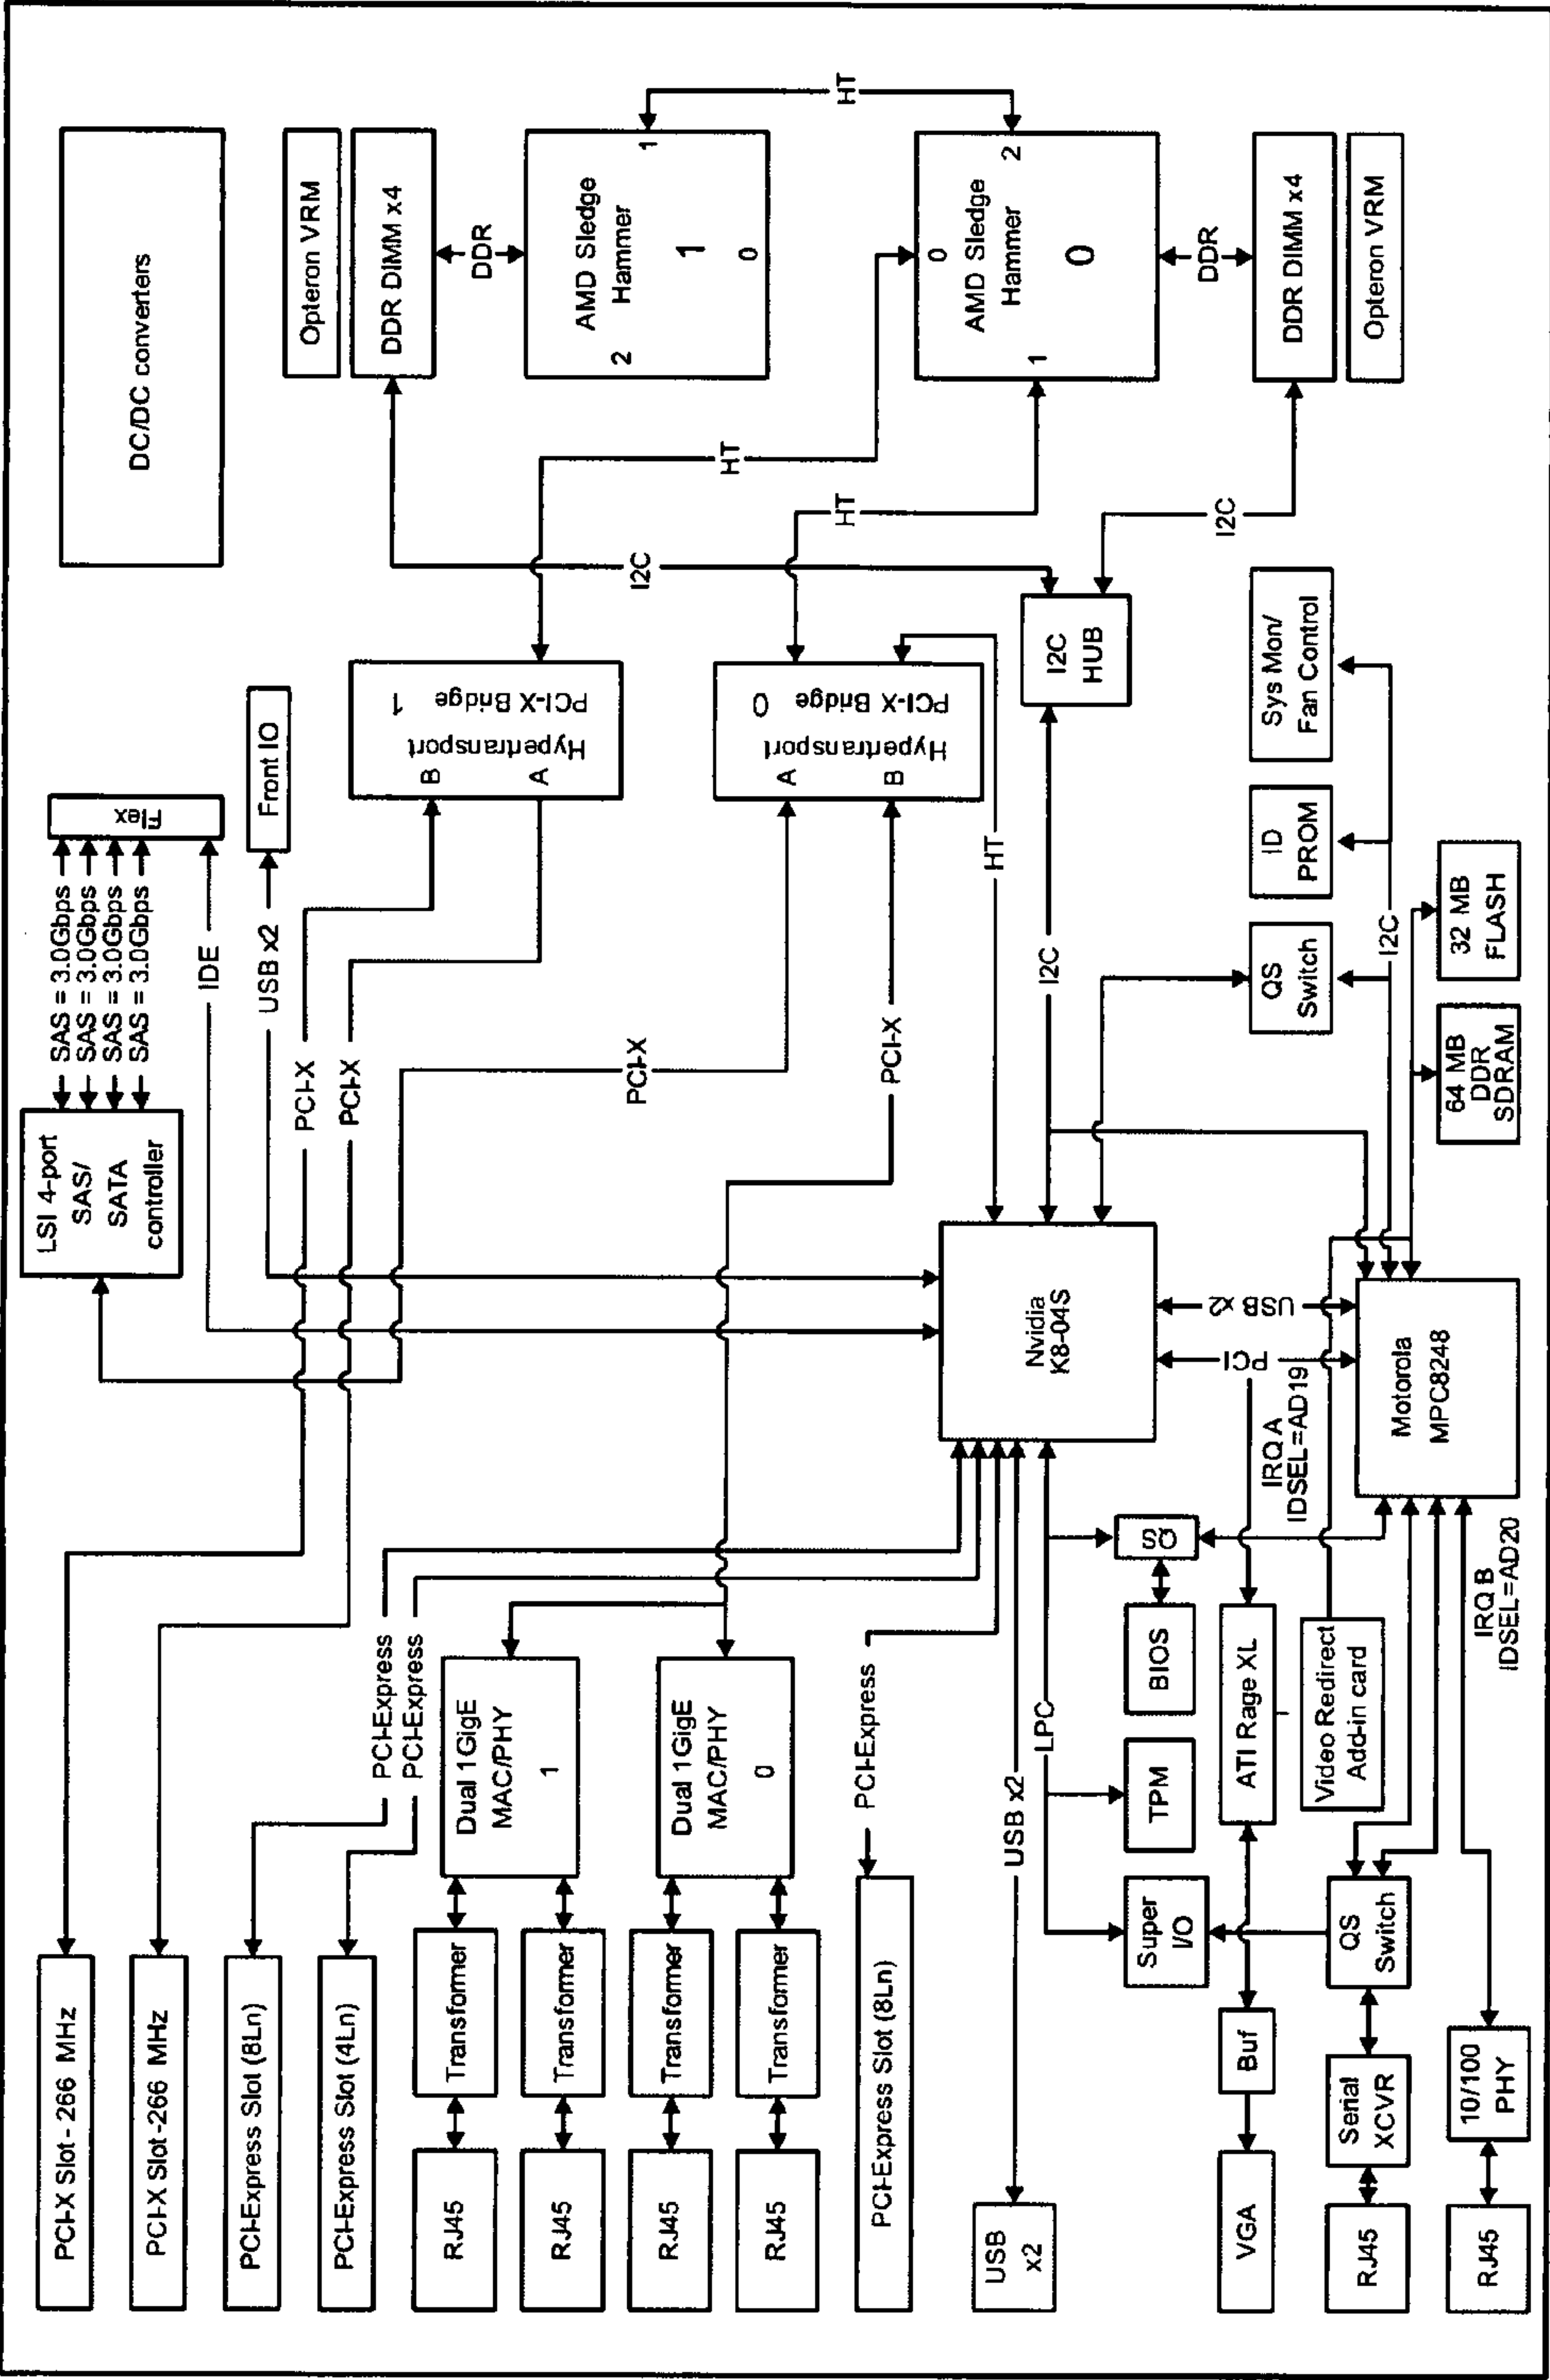 PCI-X Slot - 266 MHz
PCI-X Slot -266 MHz
PCI-Express Slot (8Ln)
PCI-Express Slot (4Ln)
RJ45
RJ45
RJ45
RJ45
PCI-Express Slot (8Ln)
USB
x2
VGA
RJ45
RJ45
Transformer
Transformer
Transformer
Transformer
Buf
Serial
XCVR
10/100
PHY
Dual 1GigE
MAC/PHY
1
Dual 1GigE
MAC/PHY
0
Super
I/O
QS
Switch
TPM
BIOS
QS
ATI Rage XL
Video Redirect
Add-in card
PCI-Express
PCI-Express
PCI-Express
USB x2
LPC
IRQ A
IDSEL=AD19
IRQ B
IDSEL=AD20
LSI 4-port
SAS/
SATA
controller
SAS = 3.0Gbps
SAS = 3.0Gbps
SAS = 3.0Gbps
SAS = 3.0Gbps
Flex
IDE
USB x2
Front IO
PCI-X
PCI-X
PCI-X
PCI-X
Nvidia
K8-04S
USB x2
PCI
Motorola
MPC8248
HT
I2C
I2C
QS
Switch
ID
PROM
Sys Mon/
Fan Control
64 MB
DDR
SDRAM
32 MB
FLASH
Hypertransport
PCI-X Bridge
1
B
A
Hypertransport
PCI-X Bridge
0
A
B
I2C
HUB
I2C
I2C
HT
HT
DC/DC converters
Opteron VRM
DDR DIMM x4
DDR
AMD Sledge
Hammer
1
2
1
0
HT
AMD Sledge
Hammer
0
0
1
2
DDR
DDR DIMM x4
Opteron VRM